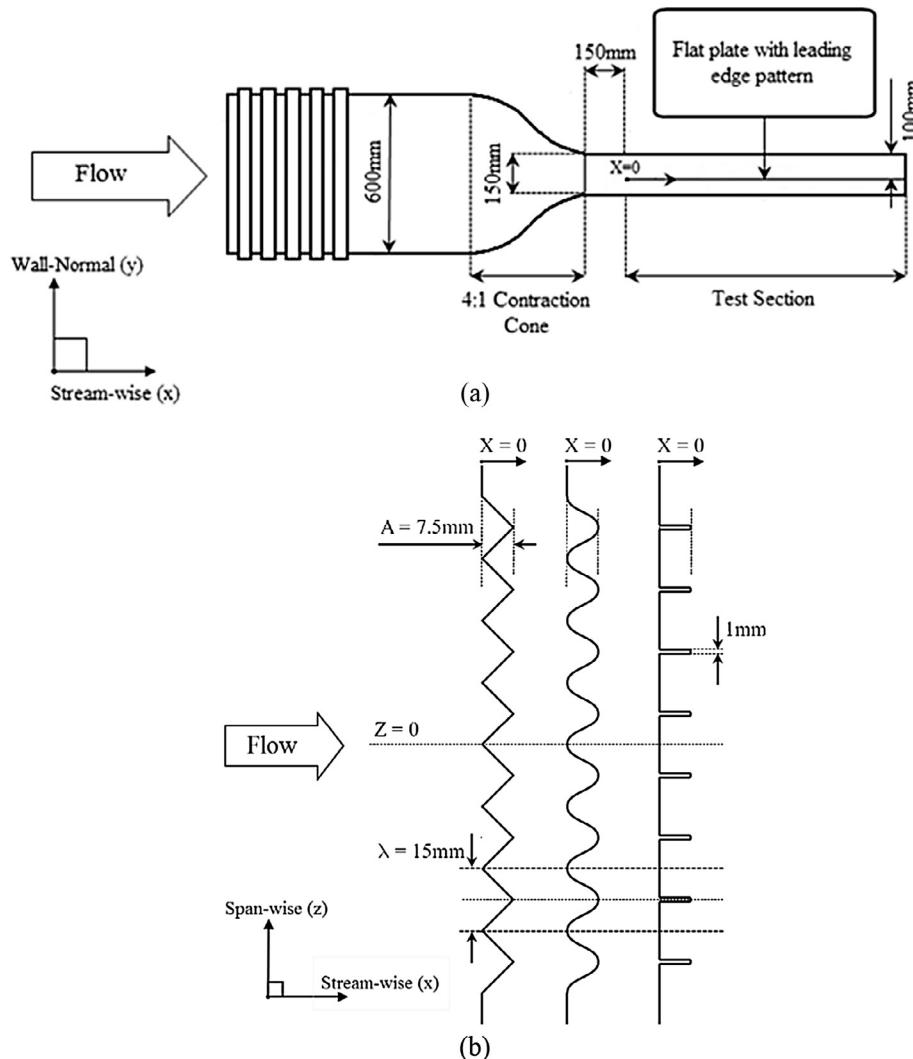 150mm
Flat plate with leading
edge pattern
100mm
Flow
600mm
150mm
X=0
Wall-Normal (y)
4:1 Contraction
Cone
Test Section
Stream-wise (x)
(a)
X = 0
X = 0
X = 0
A = 7.5mm
1mm
Z = 0
Flow
λ = 15mm
Span-wise (z)
Stream-wise (x)
(b)